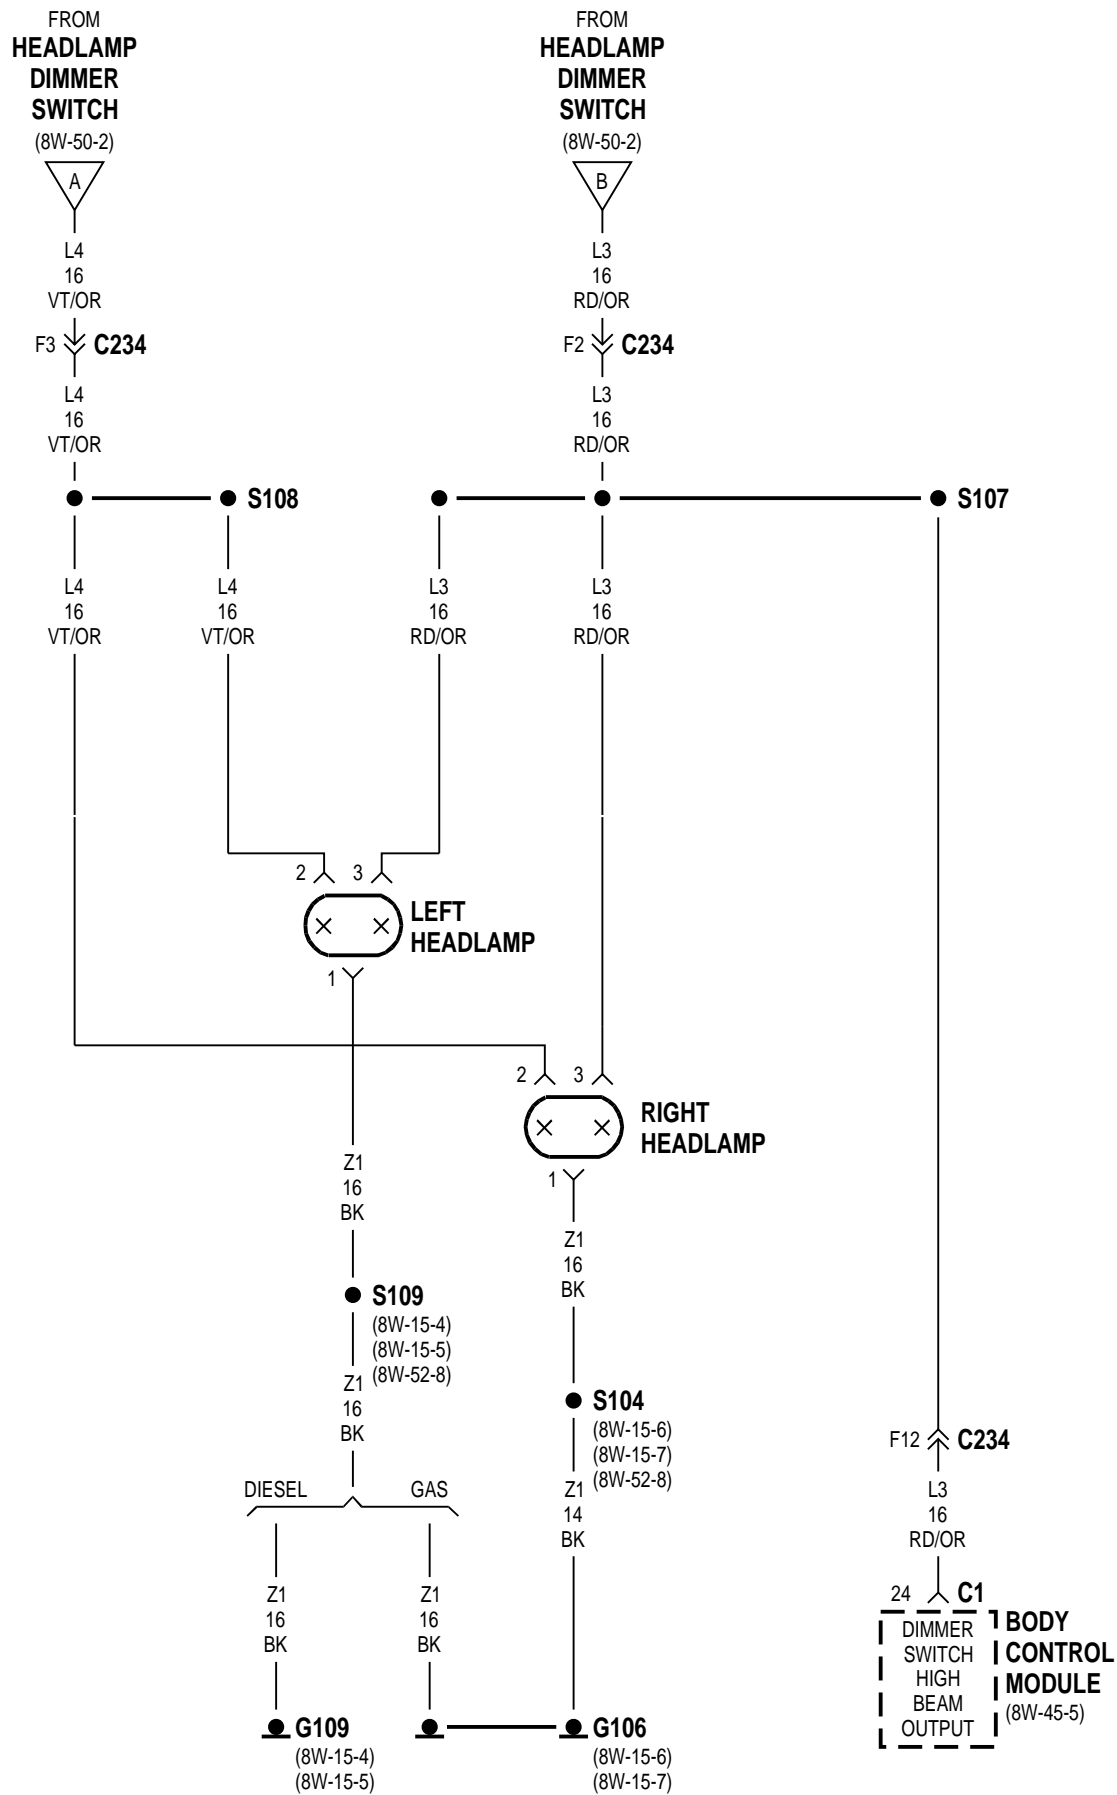 FROM
HEADLAMP
DIMMER
SWITCH
(8W-50-2)
A
L4
16
VT/OR
F3 C234
L4
16
VT/OR
FROM
HEADLAMP
DIMMER
SWITCH
(8W-50-2)
B
L3
16
RD/OR
F2 C234
L3
16
RD/OR
S108
S107
L4
16
VT/OR
L4
16
VT/OR
L3
16
RD/OR
L3
16
RD/OR
2 3
LEFT
HEADLAMP
1
2 3
RIGHT
HEADLAMP
1
Z1
16
BK
S109
(8W-15-4)
(8W-15-5)
(8W-52-8)
Z1
16
BK
DIESEL GAS
Z1
16
BK
Z1
16
BK
G109
(8W-15-4)
(8W-15-5)
Z1
16
BK
S104
(8W-15-6)
(8W-15-7)
(8W-52-8)
Z1
14
BK
G106
(8W-15-6)
(8W-15-7)
F12 C234
L3
16
RD/OR
24 C1
DIMMER
SWITCH
HIGH
BEAM
OUTPUT
BODY
CONTROL
MODULE
(8W-45-5)